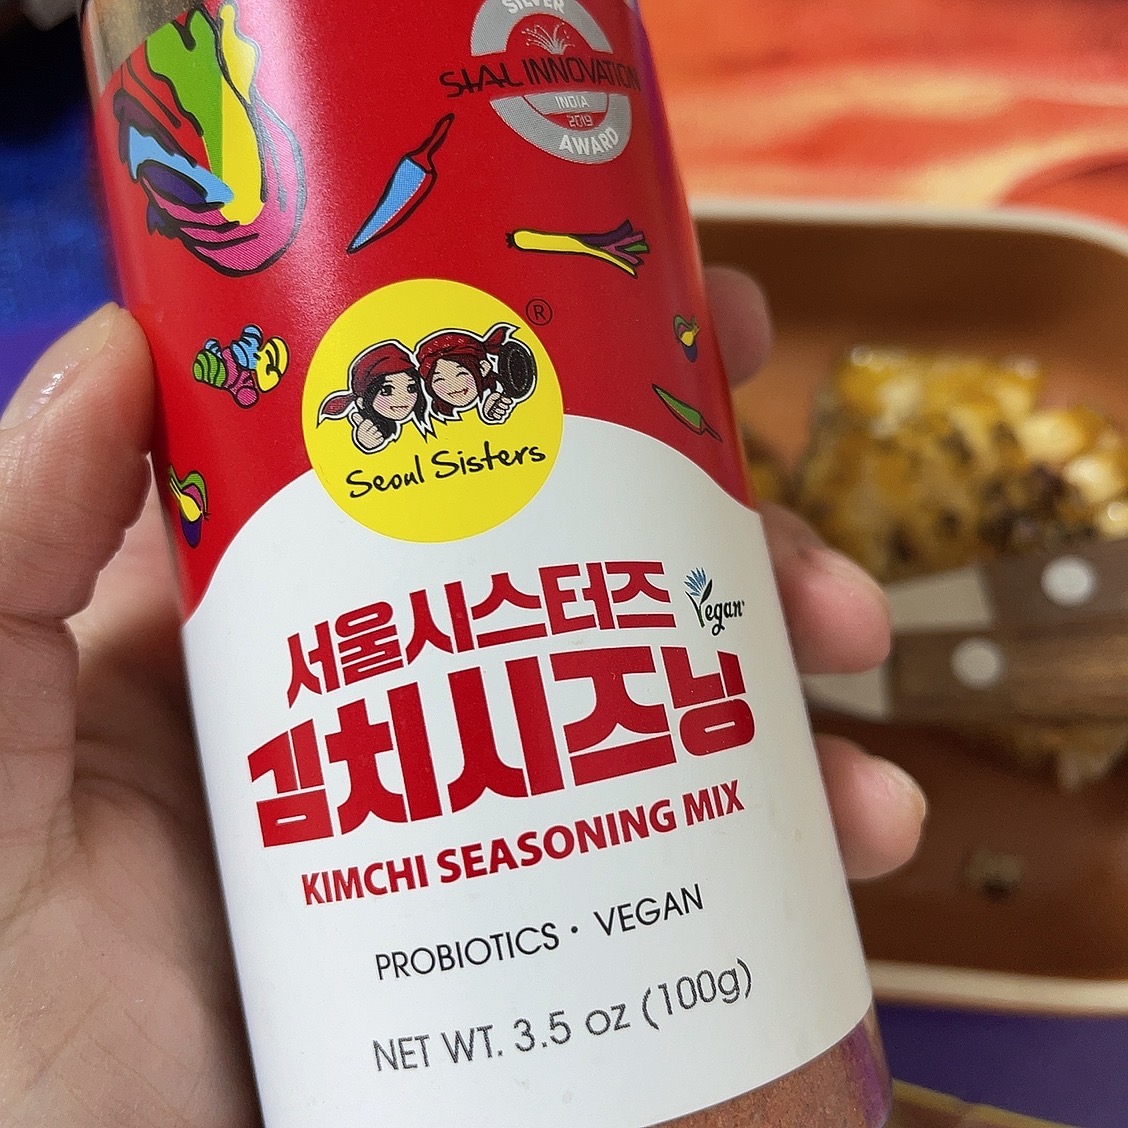 SILVER
SIAL INNOVATION
INDIA
2019
AWARD
®
Seoul Sisters
서울시스터즈
Vegan
김치시즈닝
KIMCHI SEASONING MIX
PROBIOTICS · VEGAN
NET WT. 3.5 oz (100g)